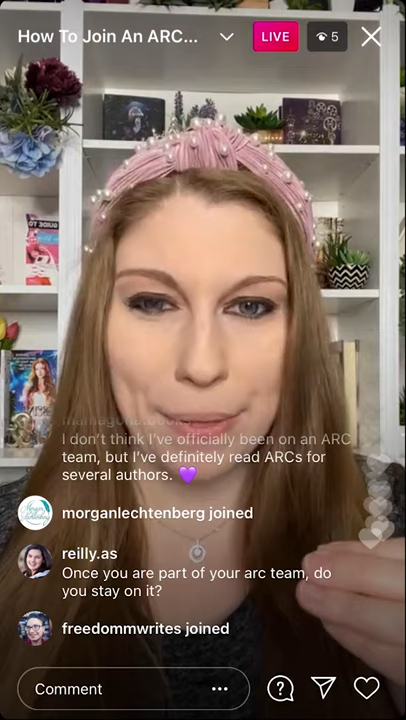 How To Join An ARC...
LIVE
5
I don't think I've officially been on an ARC
team, but I've definitely read ARCs for
several authors. 💜
morganlechtenberg joined
reilly.as
Once you are part of your arc team, do
you stay on it?
freedommwrites joined
Comment